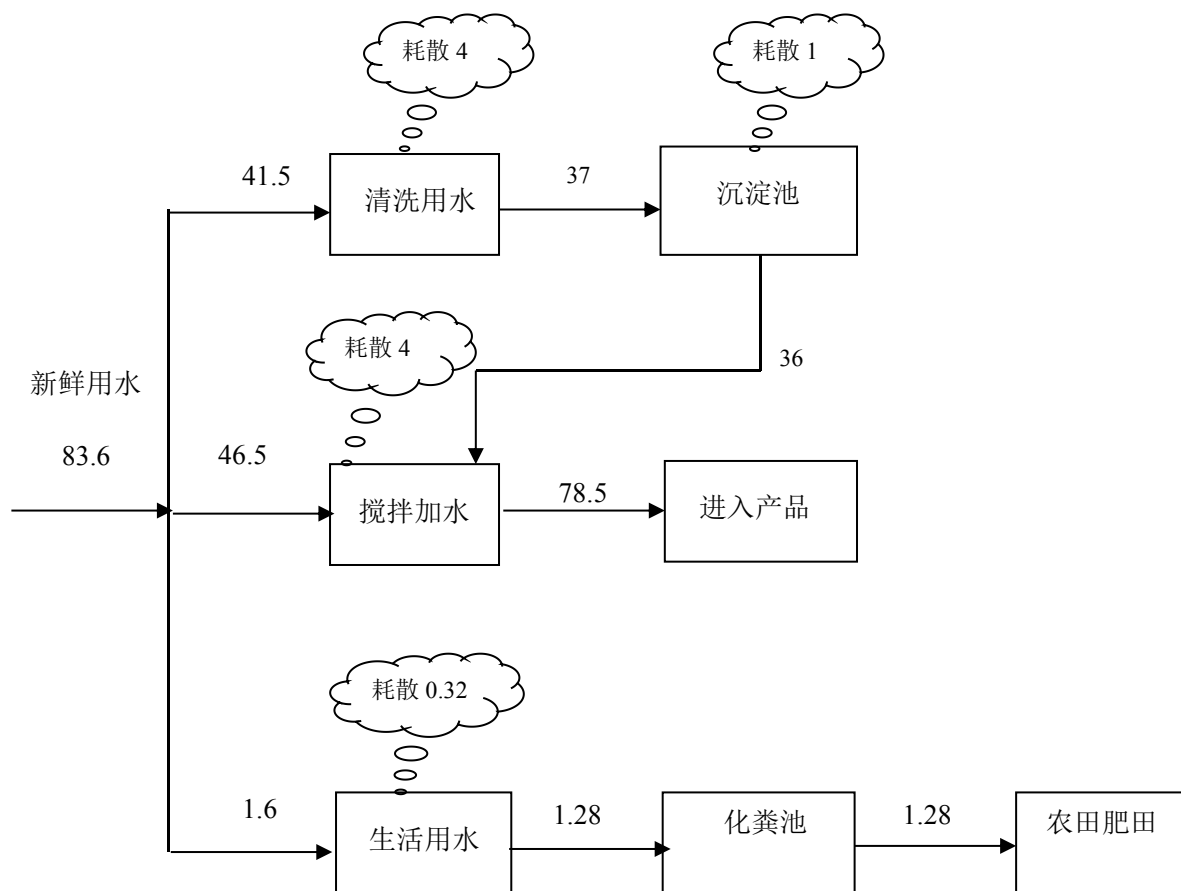 耗散 4
耗散 1
41.5
清洗用水
37
沉淀池
耗散 4
36
新鲜用水
83.6
46.5
搅拌加水
78.5
进入产品
耗散 0.32
1.6
生活用水
1.28
化粪池
1.28
农田肥田